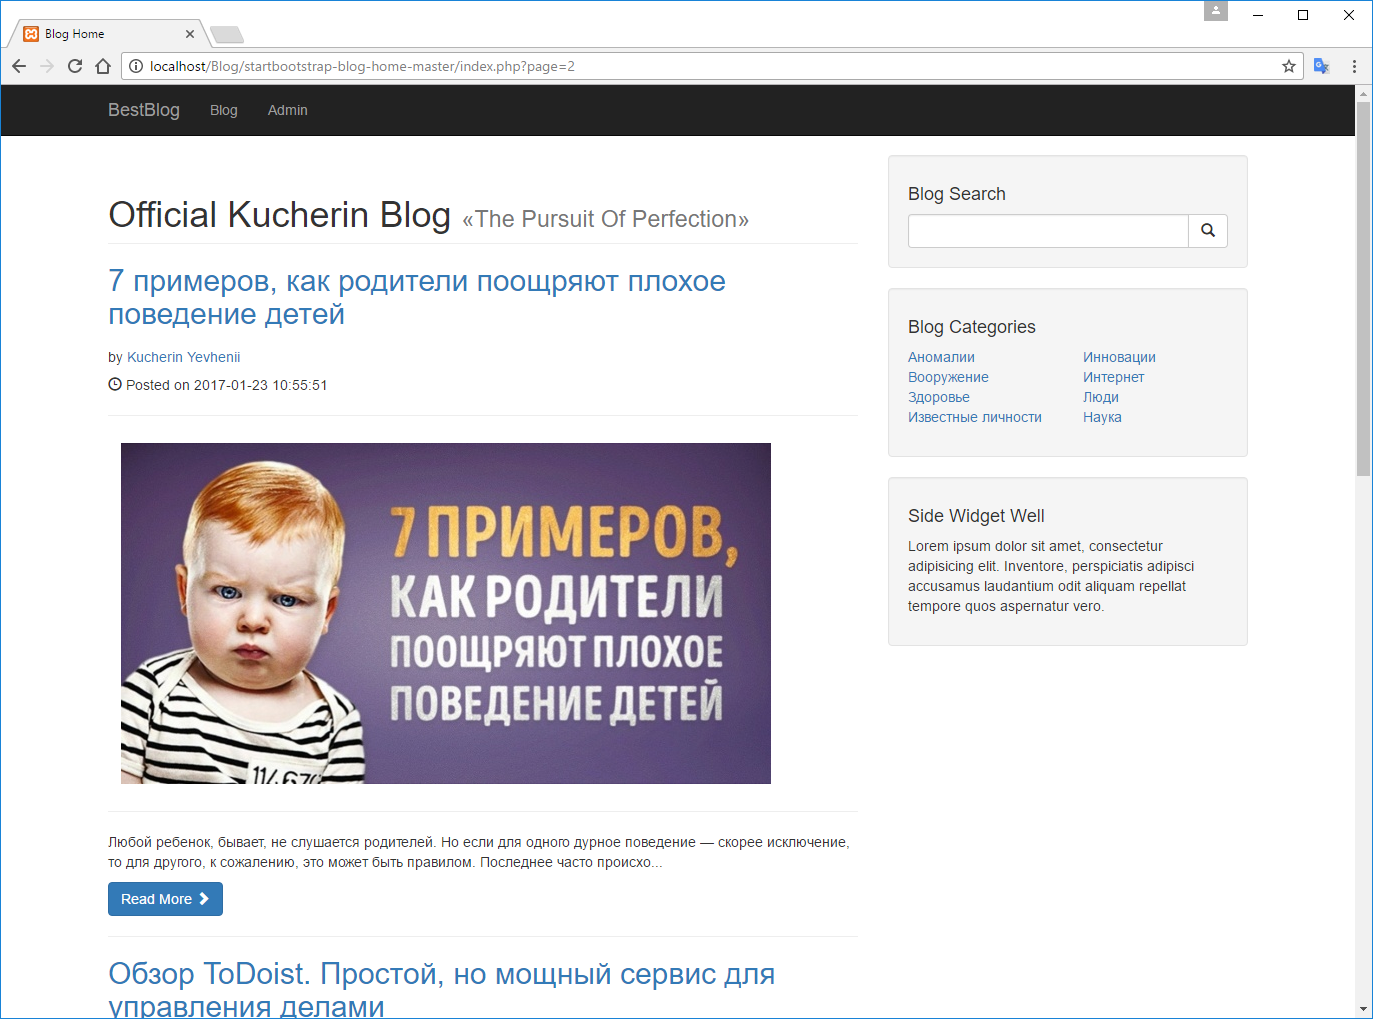 Blog Home
localhost/Blog/startbootstrap-blog-home-master/index.php?page=2
BestBlog Blog Admin
Official Kucherin Blog «The Pursuit Of Perfection»
7 примеров, как родители поощряют плохое
поведение детей
by Kucherin Yevhenii
Posted on 2017-01-23 10:55:51
7 ПРИМЕРОВ,
КАК РОДИТЕЛИ
ПООЩРЯЮТ ПЛОХОЕ
ПОВЕДЕНИЕ ДЕТЕЙ
Любой ребенок, бывает, не слушается родителей. Но если для одного дурное поведение — скорее исключение,
то для другого, к сожалению, это может быть правилом. Последнее часто происхо...
Read More
Обзор ToDoist. Простой, но мощный сервис для
управления делами
Blog Search
Blog Categories
Аномалии
Вооружение
Здоровье
Известные личности
Инновации
Интернет
Люди
Наука
Side Widget Well
Lorem ipsum dolor sit amet, consectetur
adipisicing elit. Inventore, perspiciatis adipisci
accusamus laudantium odit aliquam repellat
tempore quos aspernatur vero.